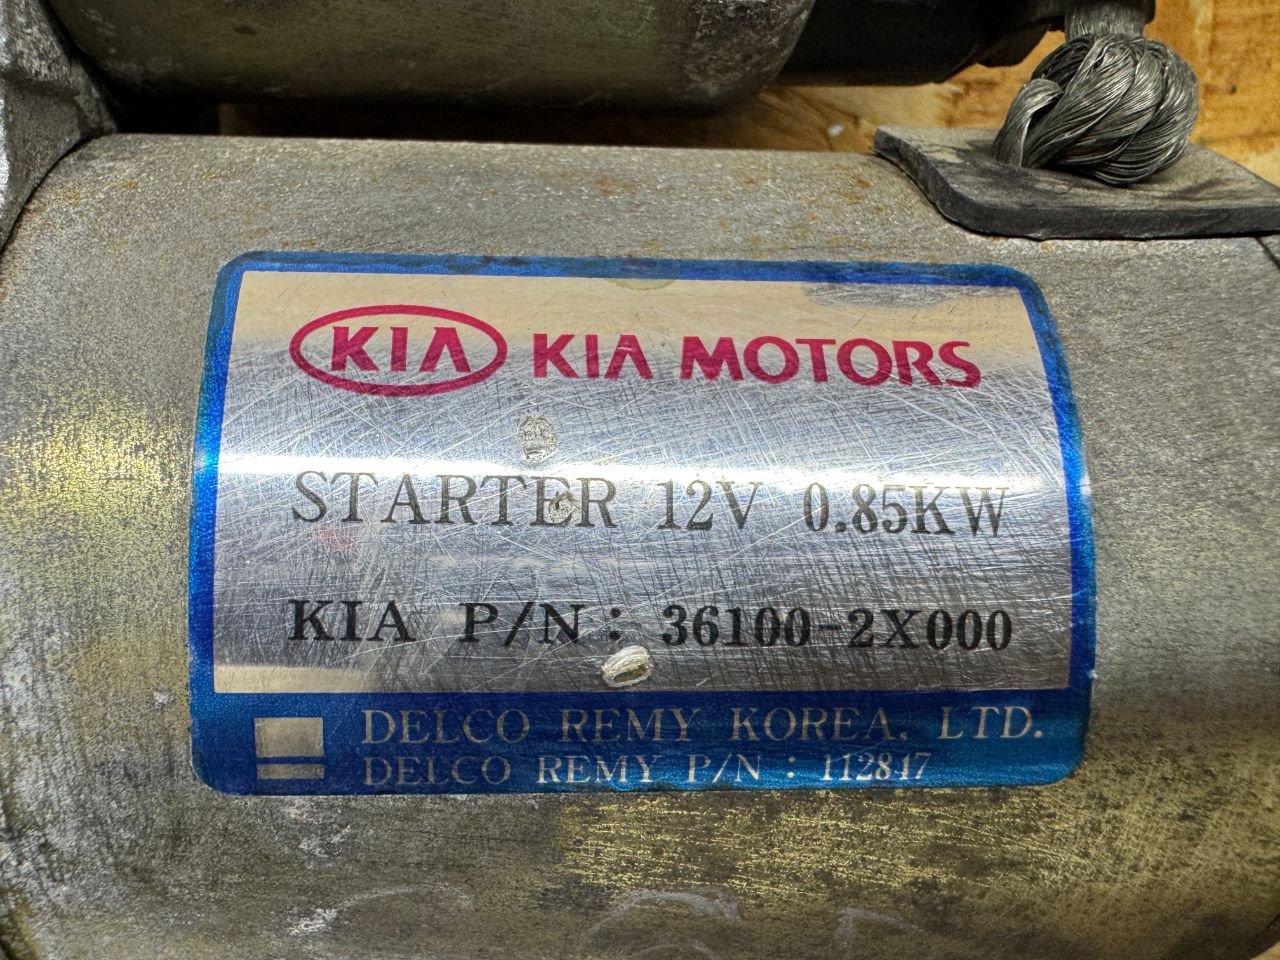 KIA KIA MOTORS
STARTER 12V 0.85KW
KIA P/N: 36100-2X000
DELCO REMY KOREA. LTD.
DELCO REMY P/N : 112847